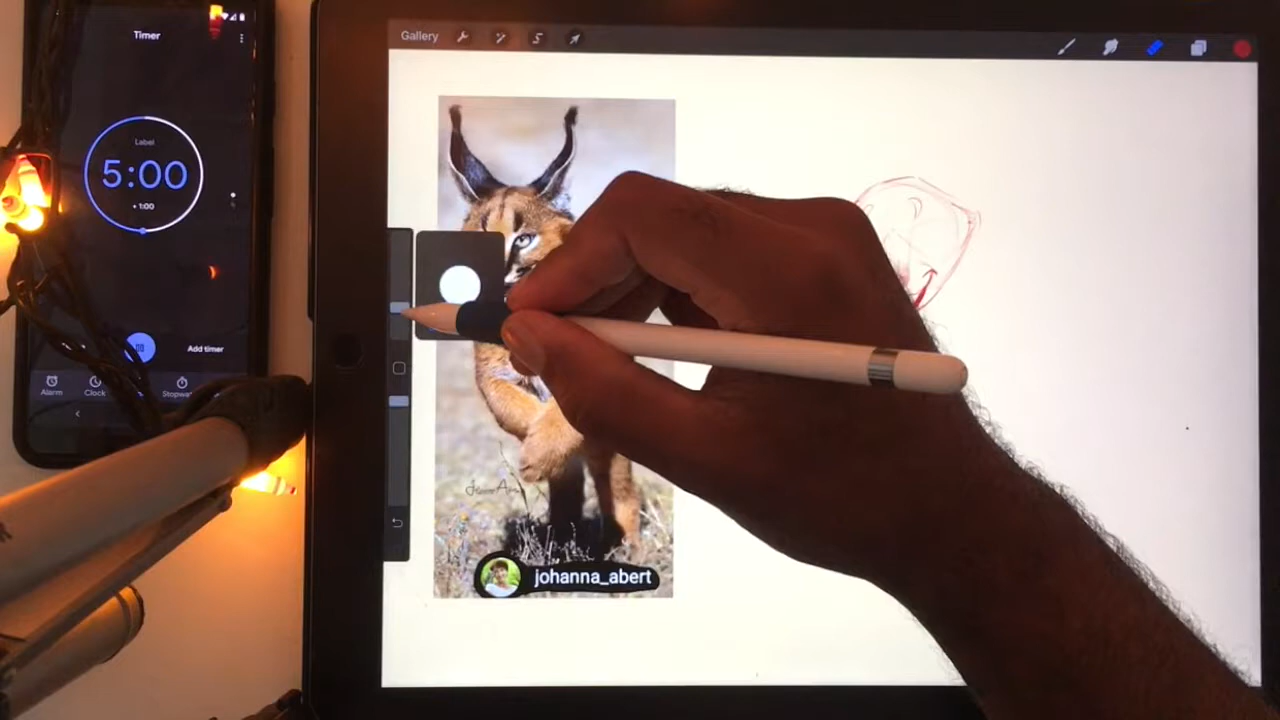 Timer
Label
5:00
+ 1:00
Add timer
Alarm
Clock
Gallery
johanna_abert